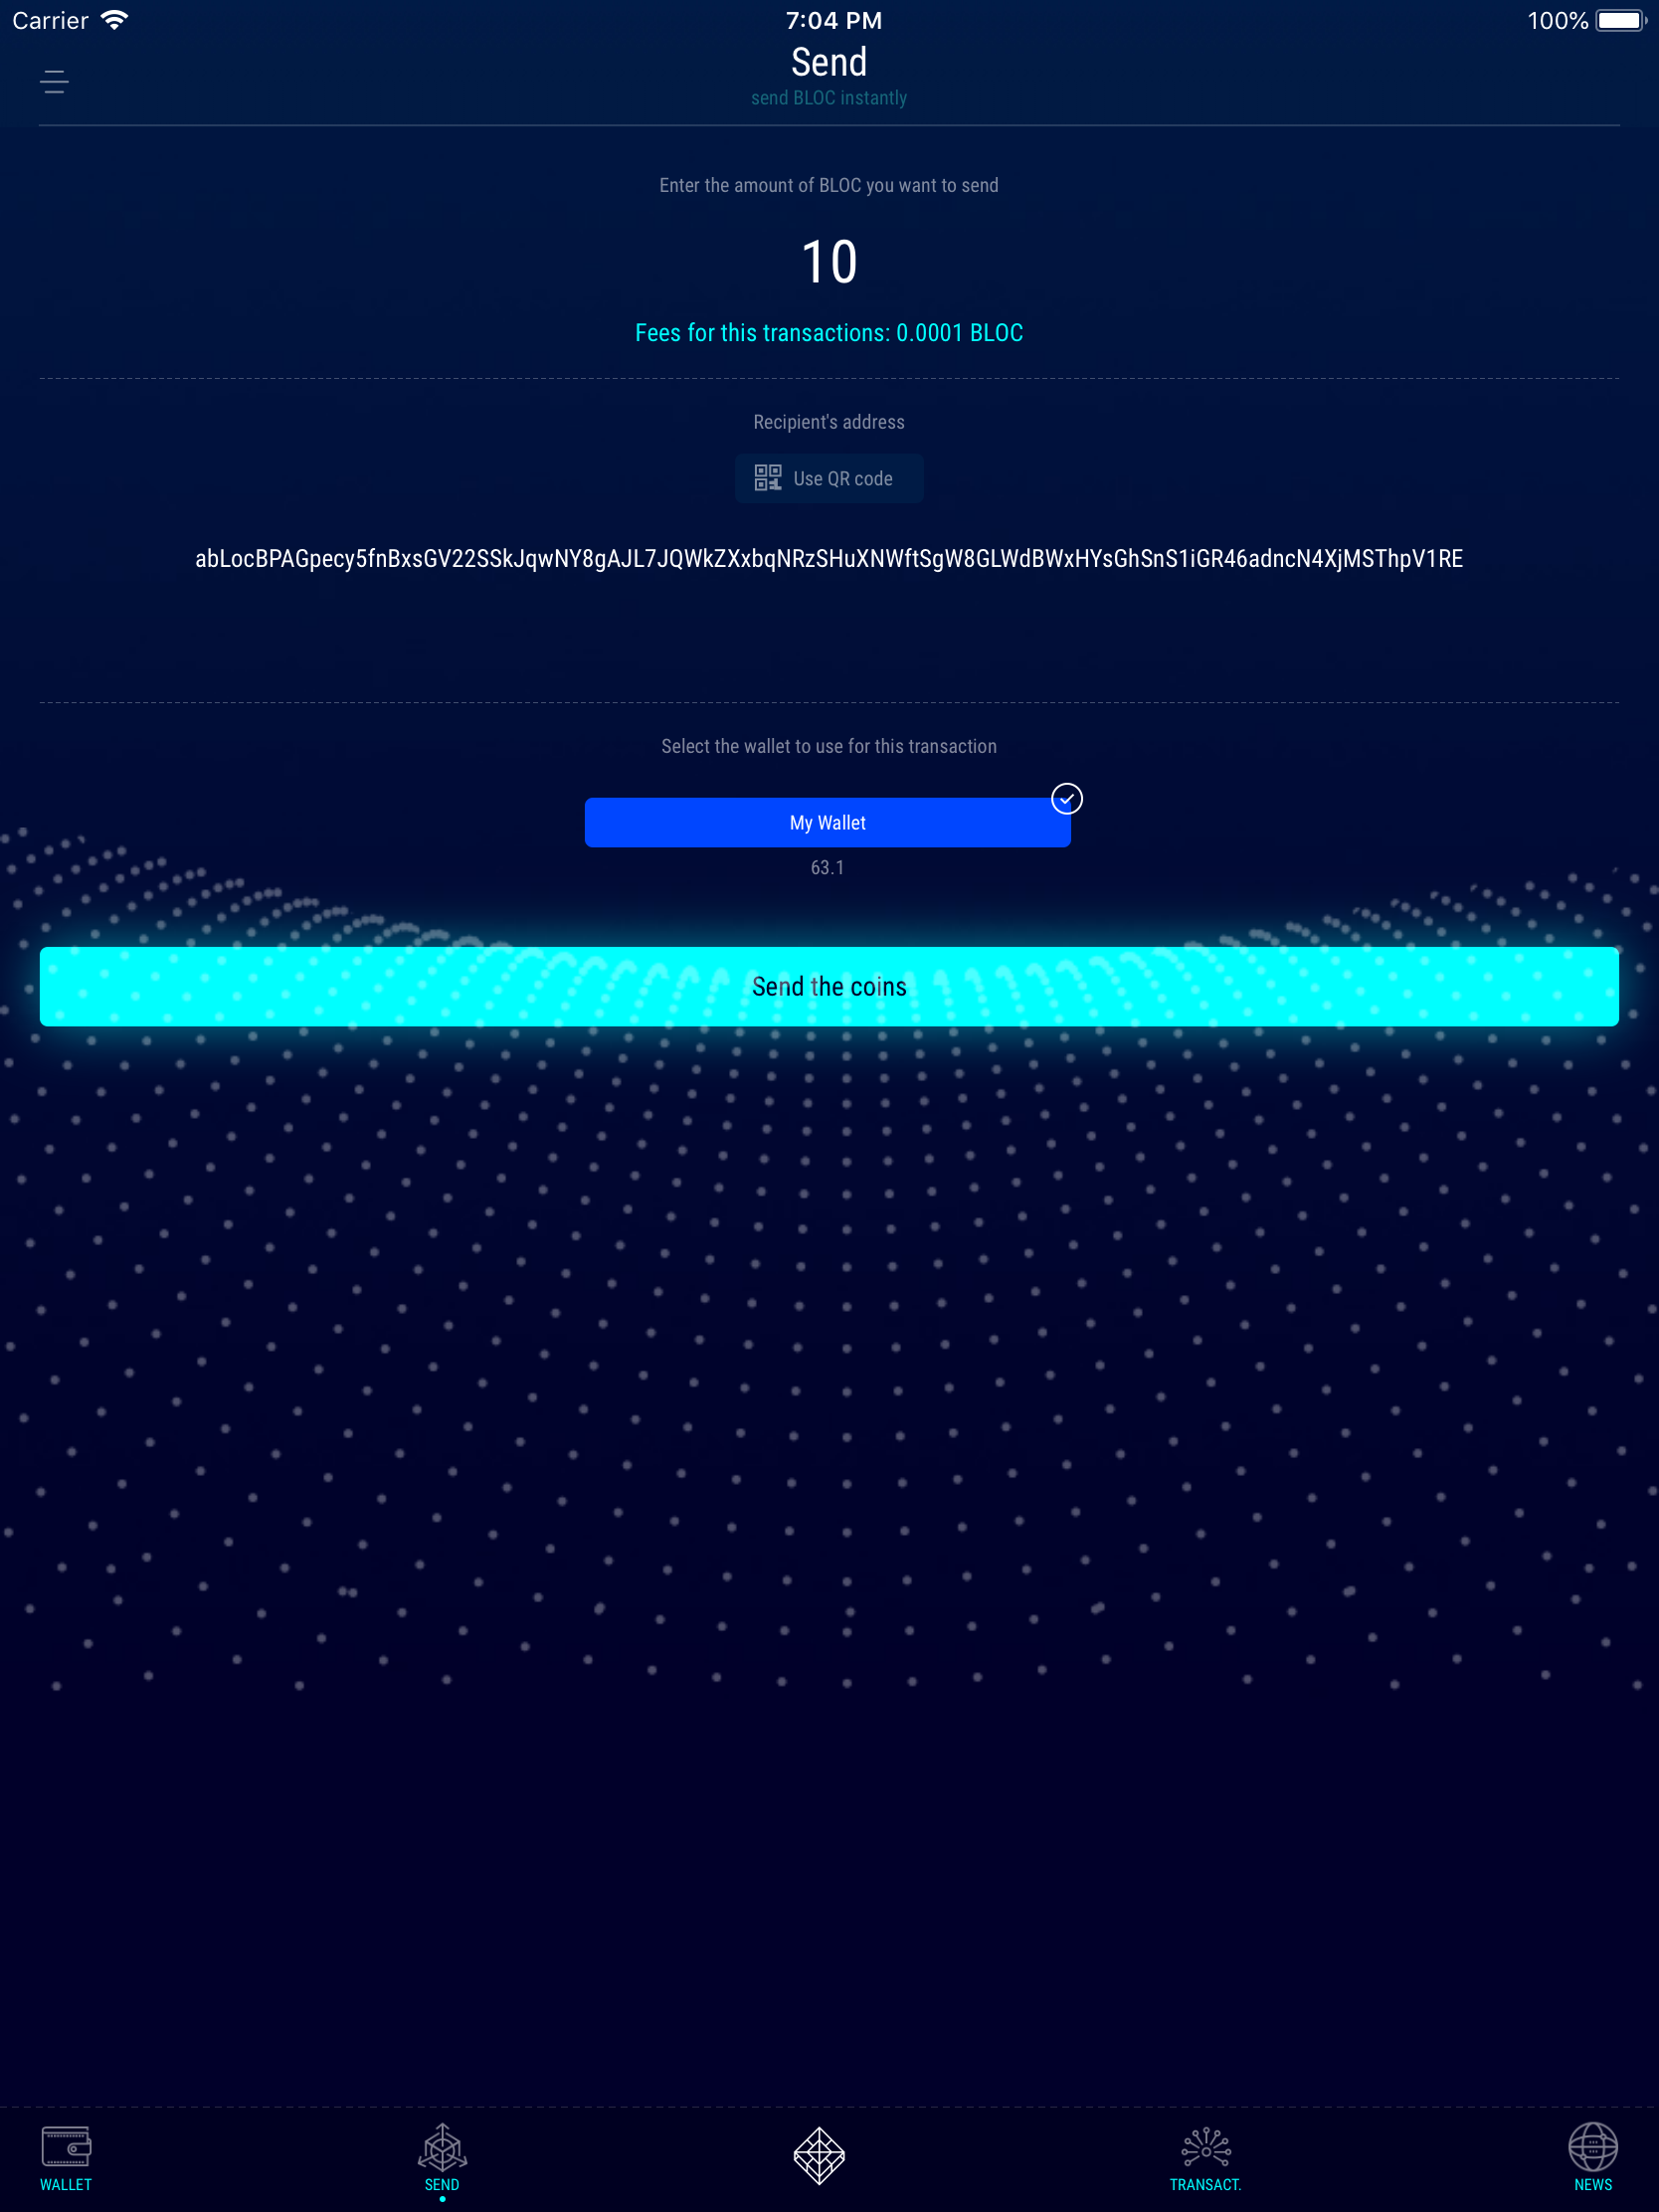 Carrier 7:04 PM 100%
Send
send BLOC instantly
Enter the amount of BLOC you want to send
10
Fees for this transactions: 0.0001 BLOC
Recipient's address
Use QR code
abLocBPAGpecy5fnBxsGV22SSkJqwNY8gAJL7JQWkZXxbqNRzSHuXNWftSgW8GLWdBWxHYsGhSnS1iGR46adncN4XjMSThpV1RE
Select the wallet to use for this transaction
My Wallet
63.1
Send the coins
WALLET SEND TRANSACT. NEWS